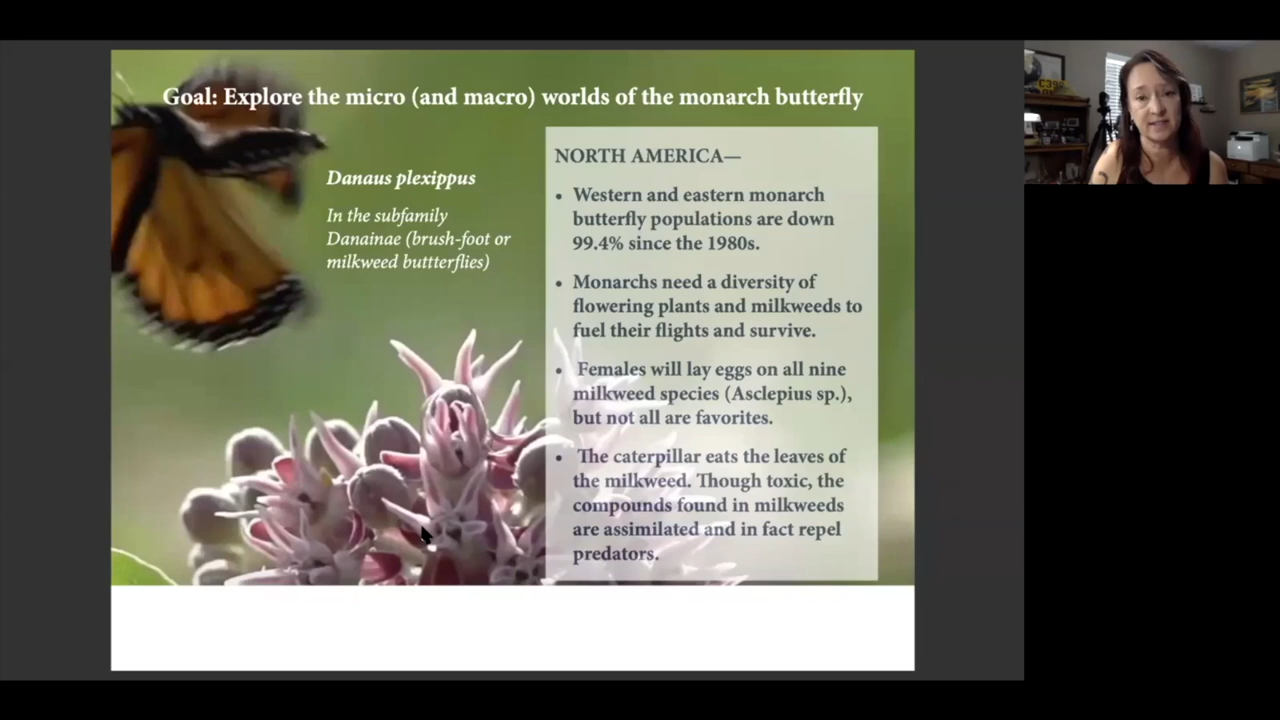 Goal: Explore the micro (and macro) worlds of the monarch butterfly
Danaus plexippus
In the subfamily
Danainae (brush-foot or
milkweed buttterflies)
NORTH AMERICA—
• Western and eastern monarch
butterfly populations are down
99.4% since the 1980s.
• Monarchs need a diversity of
flowering plants and milkweeds to
fuel their flights and survive.
• Females will lay eggs on all nine
milkweed species (Asclepius sp.),
but not all are favorites.
• The caterpillar eats the leaves of
the milkweed. Though toxic, the
compounds found in milkweeds
are assimilated and in fact repel
predators.